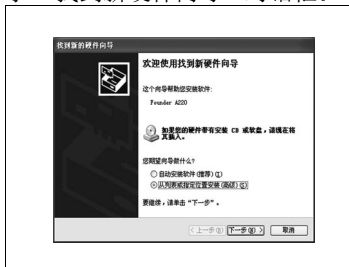 找到新的硬件向导
欢迎使用找到新硬件向导
这个向导帮助您安装软件:
Founder A220
如果您的硬件带有安装 CD 或软盘，请现在将
其插入。
您期望向导做什么？
自动安装软件(推荐)(I)
从列表或指定位置安装(高级)(S)
要继续，请单击“下一步”。
<上一步(B) 下一步(N)> 取消